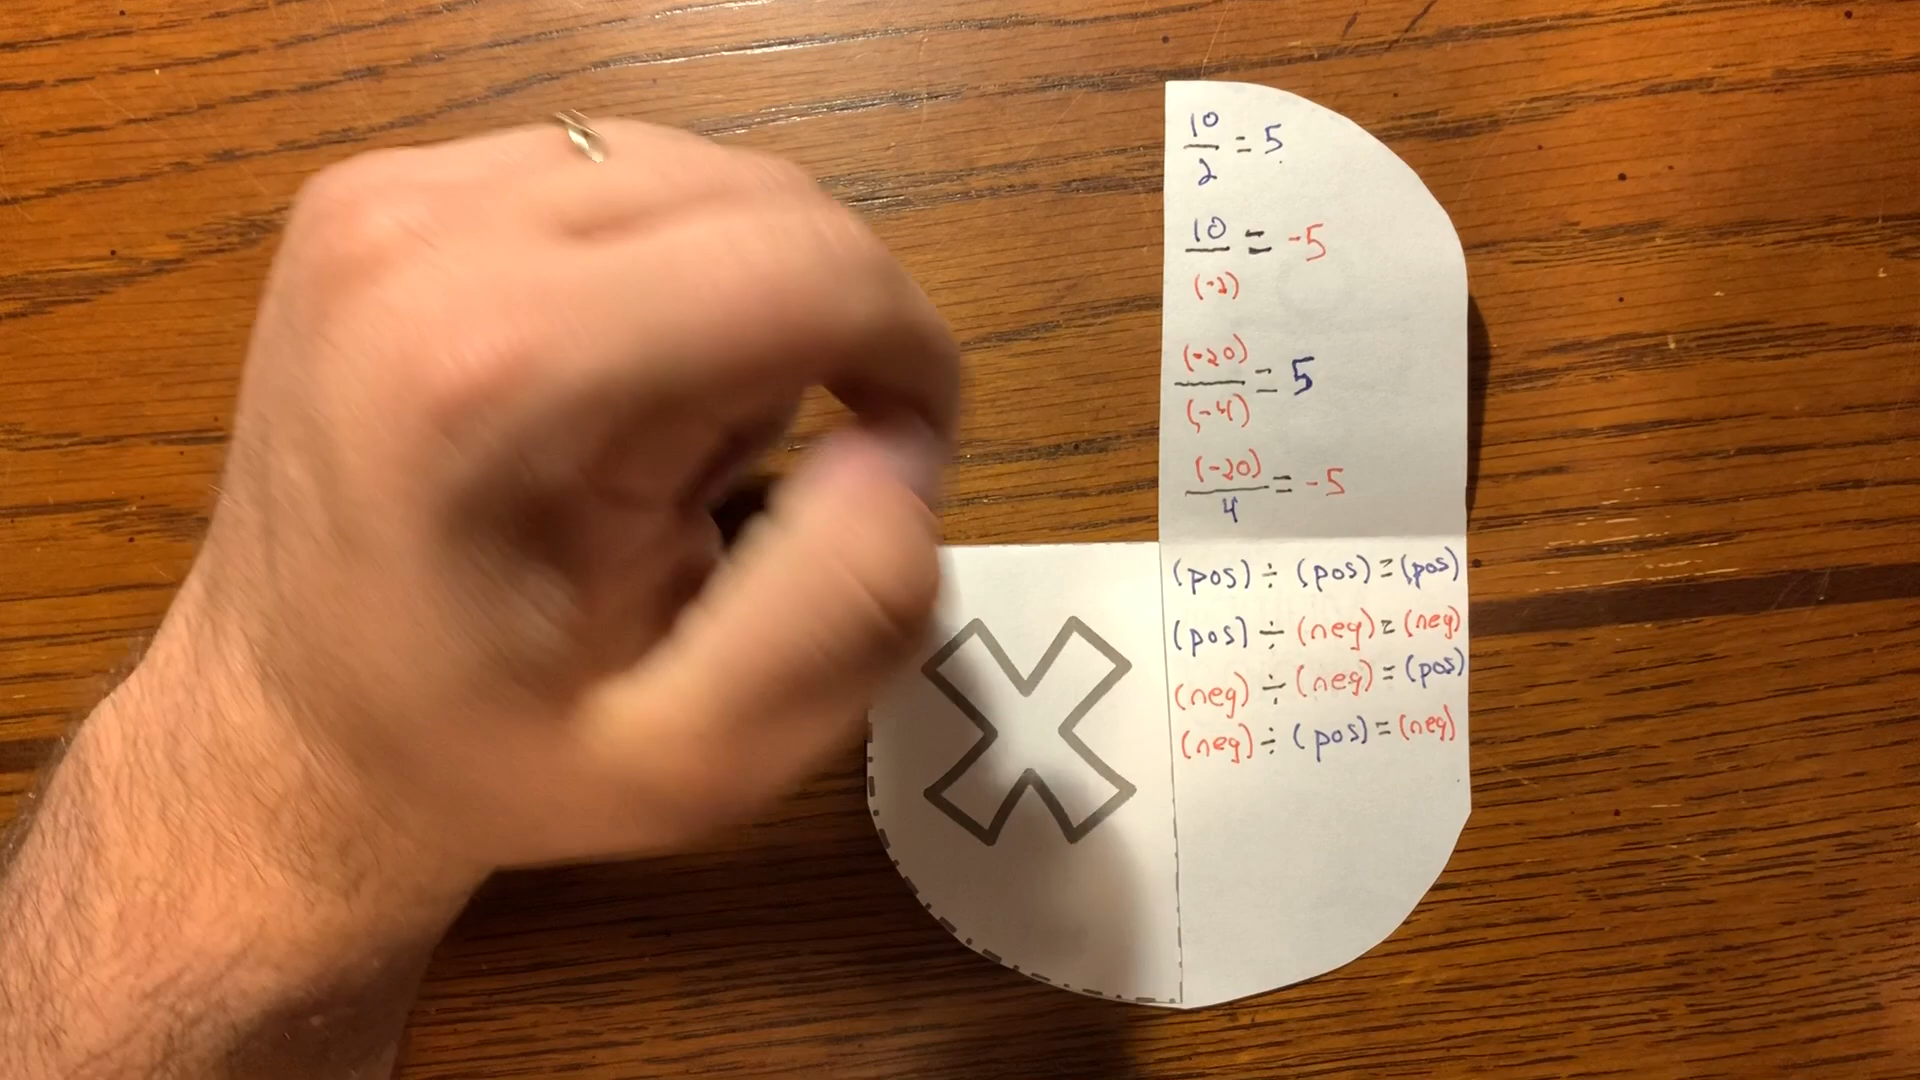 10/2 = 5
10/(-2) = -5
(-20)/(-4) = 5
(-20)/4 = -5
(pos) ÷ (pos) = (pos)
(pos) ÷ (neg) = (neg)
(neg) ÷ (neg) = (pos)
(neg) ÷ (pos) = (neg)